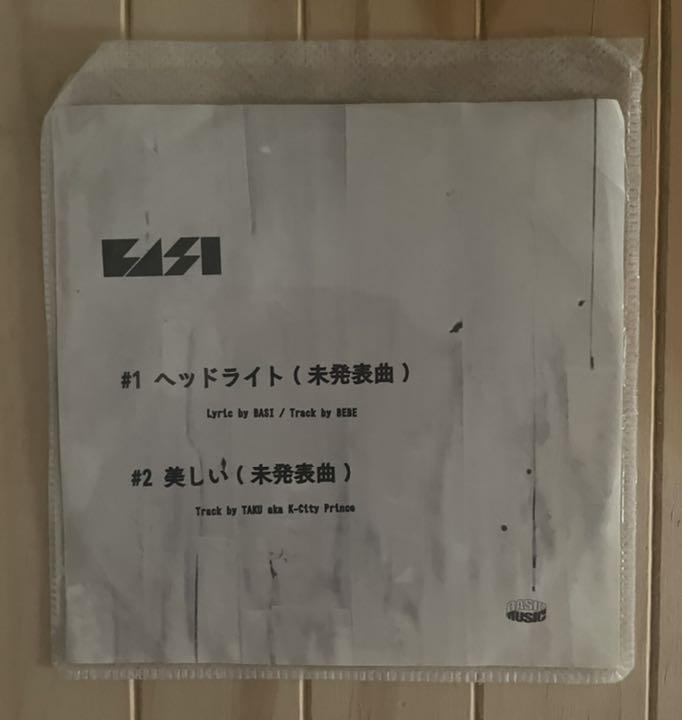 BASI
#1 ヘッドライト ( 未発表曲 )
Lyric by BASI / Track by BEBE
#2 美しい ( 未発表曲 )
Track by TAKU aka K-City Prince
BASIC
MUSIC